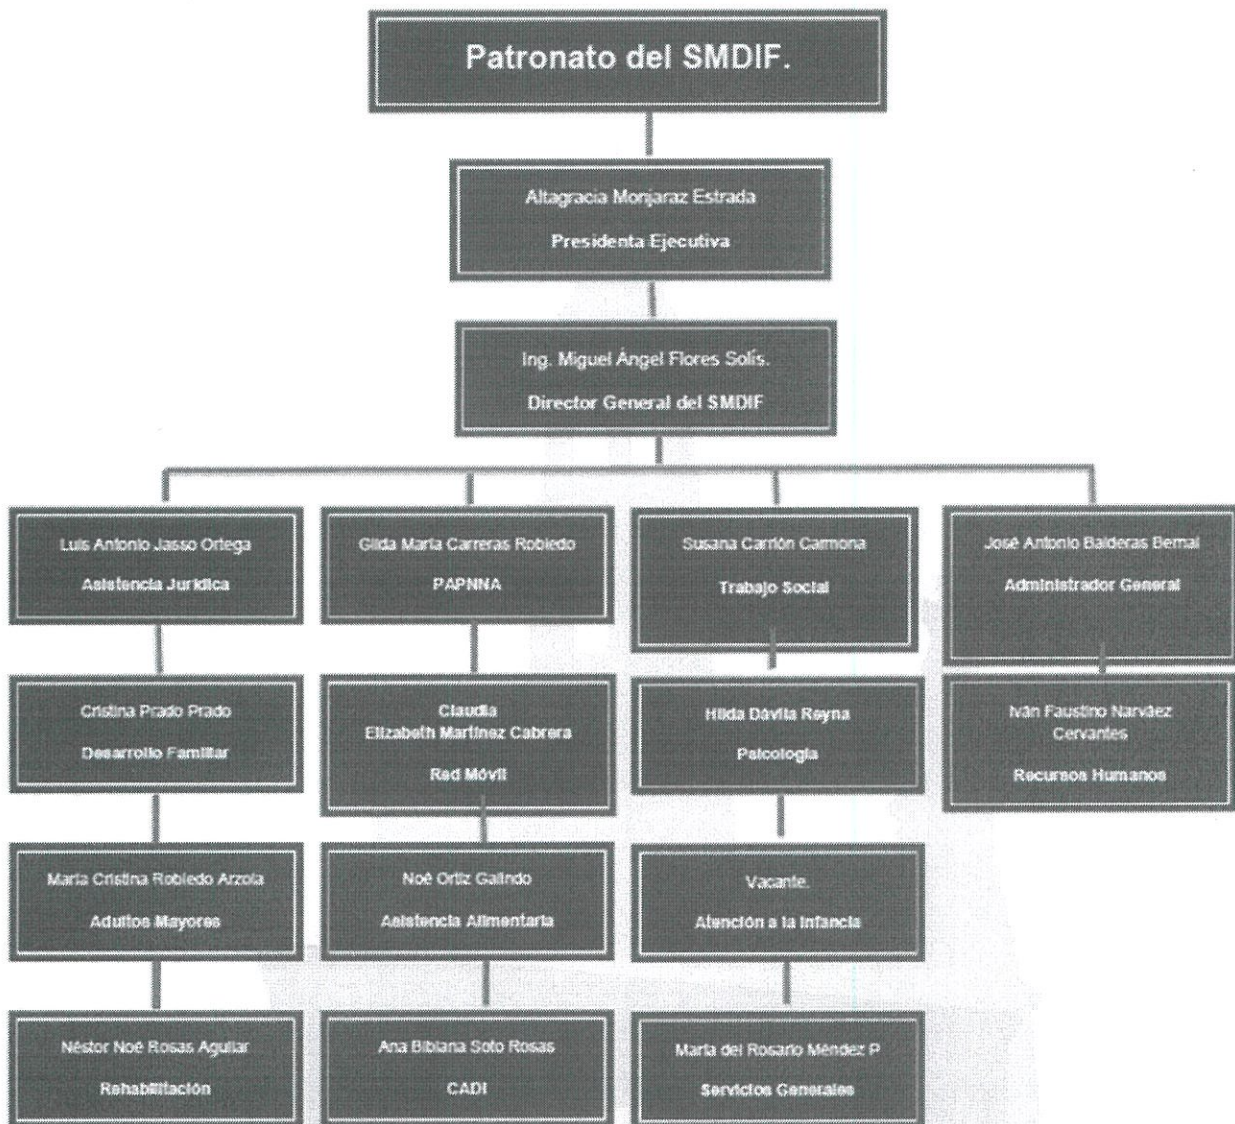 Patronato del SMDIF.
Altagracia Monjaraz Estrada
Presidenta Ejecutiva
Ing. Miguel Ángel Flores Solís.
Director General del SMDIF
Luis Antonio Jasso Ortega
Asistencia Jurídica
Gilda María Carreras Robledo
PAPNNA
Susana Carrión Carmona
Trabajo Social
José Antonio Balderas Bernal
Administrador General
Cristina Prado Prado
Desarrollo Familiar
Claudia
Elizabeth Martínez Cabrera
Red Móvil
Hilda Dávila Reyna
Psicología
Iván Faustino Narváez
Cervantes
Recursos Humanos
María Cristina Robledo Arzola
Adultos Mayores
Noé Ortiz Galindo
Asistencia Alimentaria
Vacante.
Atención a la Infancia
Néstor Noé Rosas Aguilar
Rehabilitación
Ana Bibiana Soto Rosas
CADI
María del Rosario Méndez P
Servicios Generales